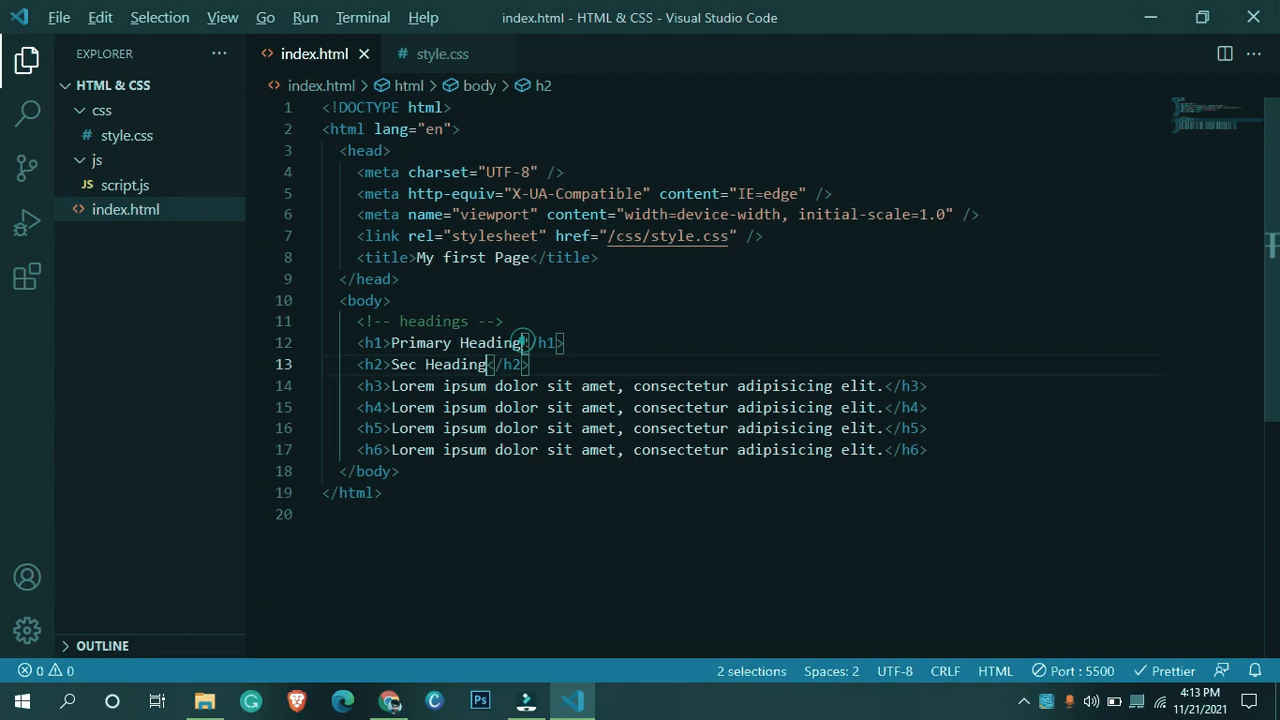 File Edit Selection View Go Run Terminal Help index.html - HTML & CSS - Visual Studio Code
EXPLORER
HTML & CSS
css
# style.css
js
JS script.js
<> index.html
OUTLINE
<> index.html
# style.css
<> index.html > html > body > h2
1 <!DOCTYPE html>
2 <html lang="en">
3 <head>
4 <meta charset="UTF-8" />
5 <meta http-equiv="X-UA-Compatible" content="IE=edge" />
6 <meta name="viewport" content="width=device-width, initial-scale=1.0" />
7 <link rel="stylesheet" href="/css/style.css" />
8 <title>My first Page</title>
9 </head>
10 <body>
11 <!-- headings -->
12 <h1>Primary Heading</h1>
13 <h2>Sec Heading</h2>
14 <h3>Lorem ipsum dolor sit amet, consectetur adipisicing elit.</h3>
15 <h4>Lorem ipsum dolor sit amet, consectetur adipisicing elit.</h4>
16 <h5>Lorem ipsum dolor sit amet, consectetur adipisicing elit.</h5>
17 <h6>Lorem ipsum dolor sit amet, consectetur adipisicing elit.</h6>
18 </body>
19 </html>
20
0 0 2 selections Spaces: 2 UTF-8 CRLF HTML Port : 5500 Prettier
Ps
4:13 PM
11/21/2021